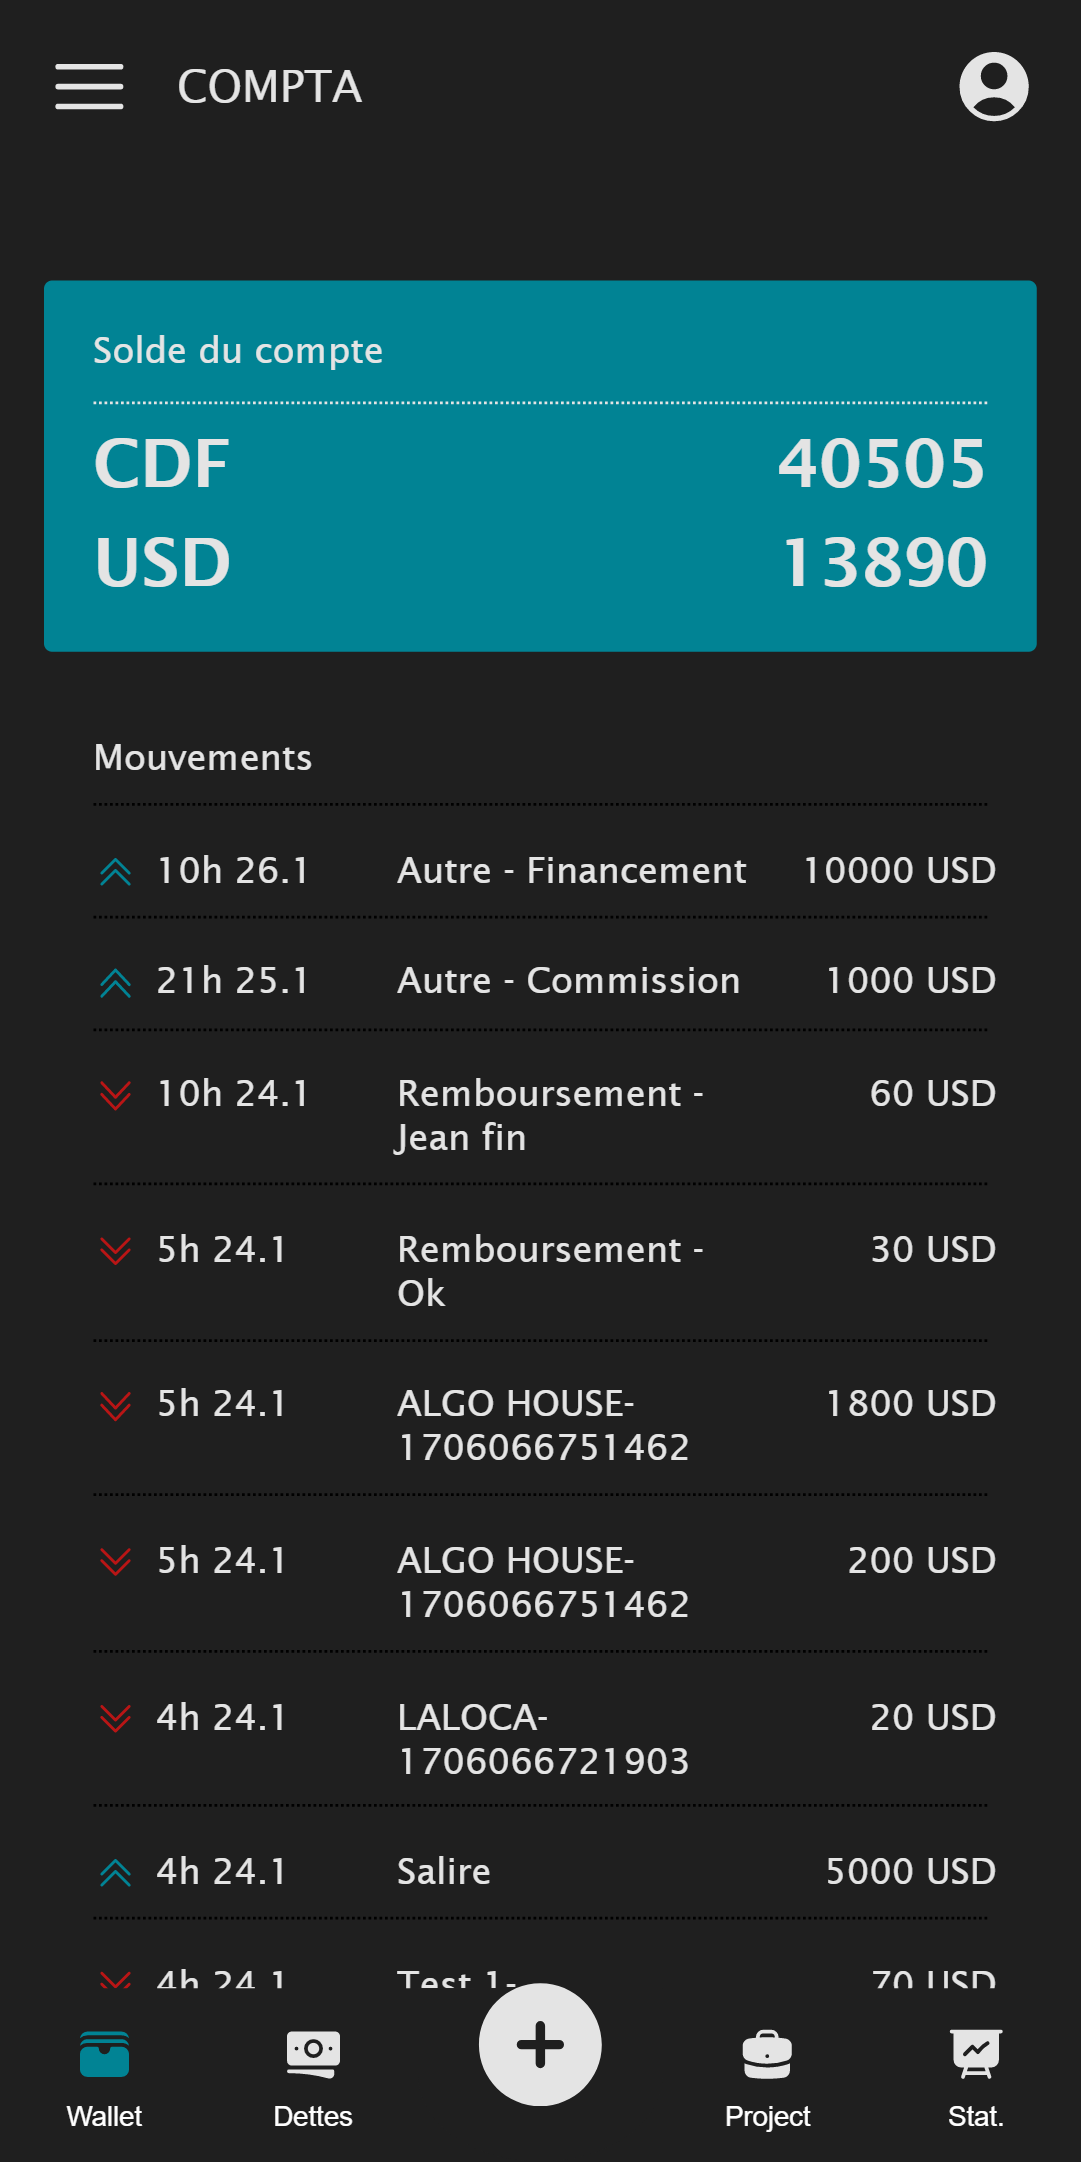 COMPTA
Solde du compte
CDF 40505
USD 13890
Mouvements
10h 26.1 Autre - Financement 10000 USD
21h 25.1 Autre - Commission 1000 USD
10h 24.1 Remboursement - 60 USD
Jean fin
5h 24.1 Remboursement - 30 USD
Ok
5h 24.1 ALGO HOUSE- 1800 USD
1706066751462
5h 24.1 ALGO HOUSE- 200 USD
1706066751462
4h 24.1 LALOCA- 20 USD
1706066721903
4h 24.1 Salire 5000 USD
4h 24.1 Test 1- 70 USD
Wallet Dettes Project Stat.